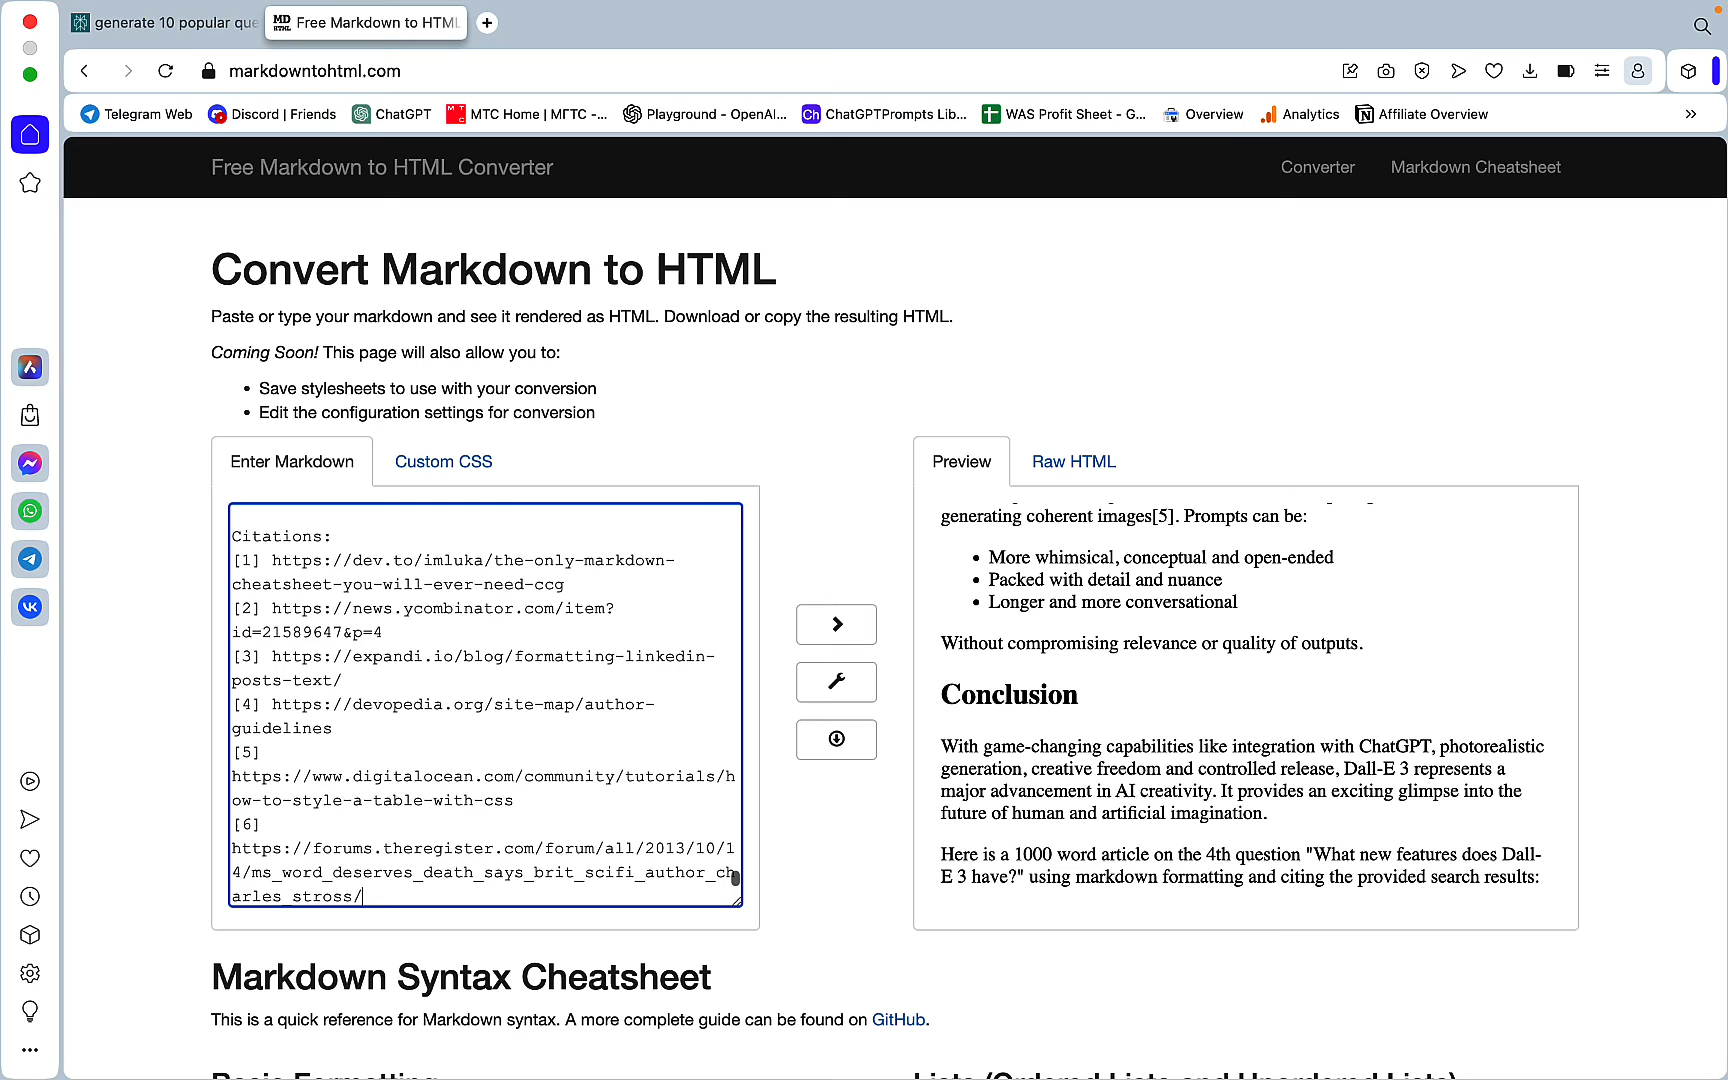 generate 10 popular que
MD HTML Free Markdown to HTML
markdowntohtml.com
Telegram Web Discord | Friends ChatGPT MTC MTC Home | МГТС -... Playground - OpenAI... Ch ChatGPTPrompts Lib... WAS Profit Sheet - G... Overview Analytics Affiliate Overview
Free Markdown to HTML Converter Converter Markdown Cheatsheet
Convert Markdown to HTML
Paste or type your markdown and see it rendered as HTML. Download or copy the resulting HTML.
Coming Soon! This page will also allow you to:
• Save stylesheets to use with your conversion
• Edit the configuration settings for conversion
Enter Markdown Custom CSS
Citations:
[1] https://dev.to/imluka/the-only-markdown-
cheatsheet-you-will-ever-need-ccg
[2] https://news.ycombinator.com/item?
id=21589647&p=4
[3] https://expandi.io/blog/formatting-linkedin-
posts-text/
[4] https://devopedia.org/site-map/author-
guidelines
[5]
https://www.digitalocean.com/community/tutorials/h
ow-to-style-a-table-with-css
[6]
https://forums.theregister.com/forum/all/2013/10/1
4/ms_word_deserves_death_says_brit_scifi_author_ch
arles_stross/
Preview Raw HTML
generating coherent images[5]. Prompts can be:
• More whimsical, conceptual and open-ended
• Packed with detail and nuance
• Longer and more conversational
Without compromising relevance or quality of outputs.
Conclusion
With game-changing capabilities like integration with ChatGPT, photorealistic
generation, creative freedom and controlled release, Dall-E 3 represents a
major advancement in AI creativity. It provides an exciting glimpse into the
future of human and artificial imagination.
Here is a 1000 word article on the 4th question "What new features does Dall-
E 3 have?" using markdown formatting and citing the provided search results:
Markdown Syntax Cheatsheet
This is a quick reference for Markdown syntax. A more complete guide can be found on GitHub.
Basic Formatting
Lists (Ordered Lists and Unordered Lists)